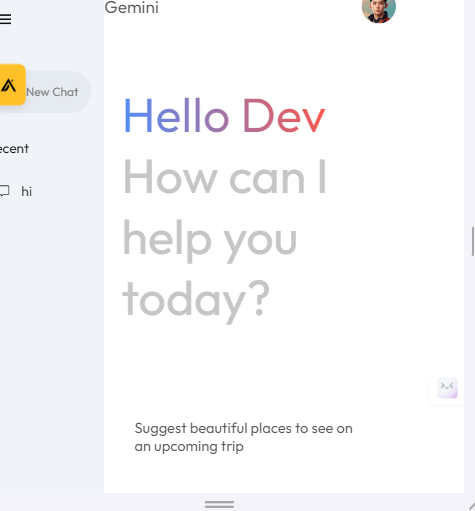 Gemini
New Chat
ecent
hi
Hello Dev
How can I
help you
today?
Suggest beautiful places to see on
an upcoming trip